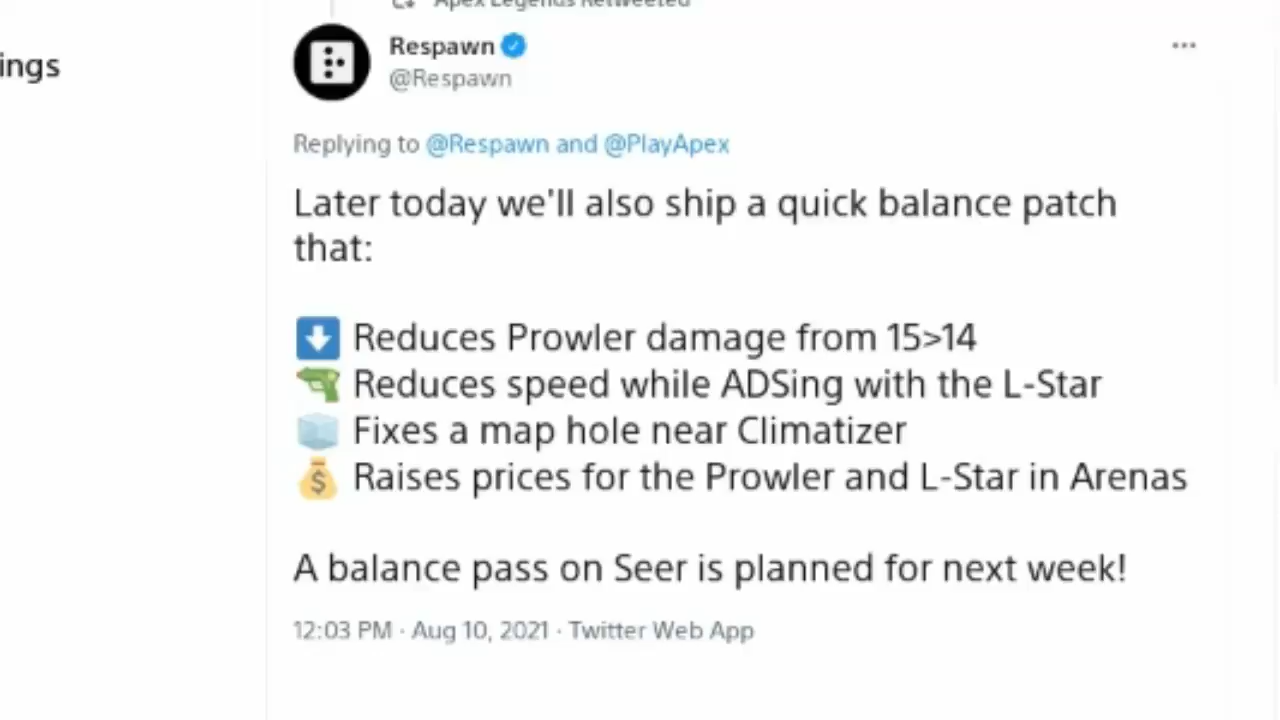 Apex Legends Retweeted
Respawn
@Respawn
ings
Replying to @Respawn and @PlayApex
Later today we'll also ship a quick balance patch
that:
Reduces Prowler damage from 15>14
Reduces speed while ADSing with the L-Star
Fixes a map hole near Climatizer
Raises prices for the Prowler and L-Star in Arenas
A balance pass on Seer is planned for next week!
12:03 PM · Aug 10, 2021 · Twitter Web App